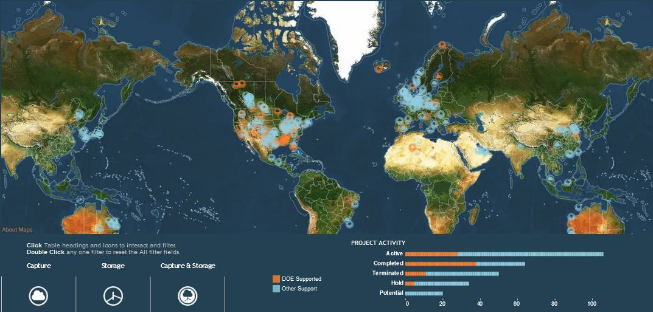 About Maps
Click Table headings and Icons to interact and filter.
Double Click any one filter to reset the All filter fields.
Capture
Storage
Capture & Storage
DOE Supported
Other Support
PROJECT ACTIVITY
Active
Completed
Terminated
Hold
Potential
0 20 40 60 80 100